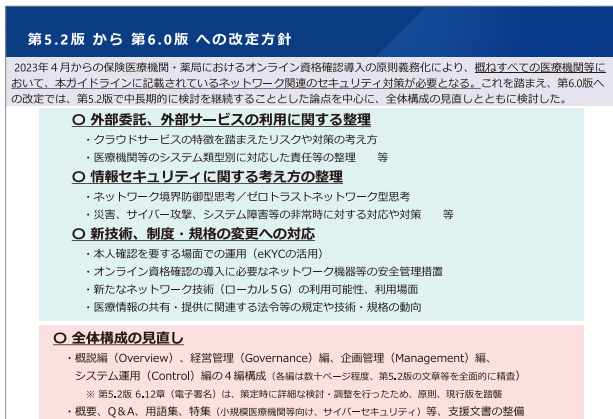 第5.2版 から 第6.0版 への改定方針
2023年4月からの保険医療機関・薬局におけるオンライン資格確認導入の原則義務化により、概ねすべての医療機関等に
おいて、本ガイドラインに記載されているネットワーク関連のセキュリティ対策が必要となる。これを踏まえ、第6.0版へ
の改定では、第5.2版で中長期的に検討を継続することとした論点を中心に、全体構成の見直しとともに検討した。
〇 外部委託、外部サービスの利用に関する整理
・クラウドサービスの特徴を踏まえたリスクや対策の考え方
・医療機関等のシステム類型別に対応した責任等の整理 等
〇 情報セキュリティに関する考え方の整理
・ネットワーク境界防御型思考／ゼロトラストネットワーク型思考
・災害、サイバー攻撃、システム障害等の非常時に対する対応や対策 等
〇 新技術、制度・規格の変更への対応
・本人確認を要する場面での運用（eKYCの活用）
・オンライン資格確認の導入に必要なネットワーク機器等の安全管理措置
・新たなネットワーク技術（ローカル５G）の利用可能性、利用場面
・医療情報の共有・提供に関連する法令等の規定や技術・規格の動向
〇 全体構成の見直し
・概説編（Overview）、経営管理（Governance）編、企画管理（Management）編、
システム運用（Control）編の４編構成（各編は数十ページ程度、第5.2版の文章等を全面的に精査）
※ 第5.2版 6.12章（電子署名）は、策定時に詳細な検討・調整を行ったため、原則、現行版を踏襲
・概要、Q＆A、用語集、特集（小規模医療機関等向け、サイバーセキュリティ）等、支援文書の整備